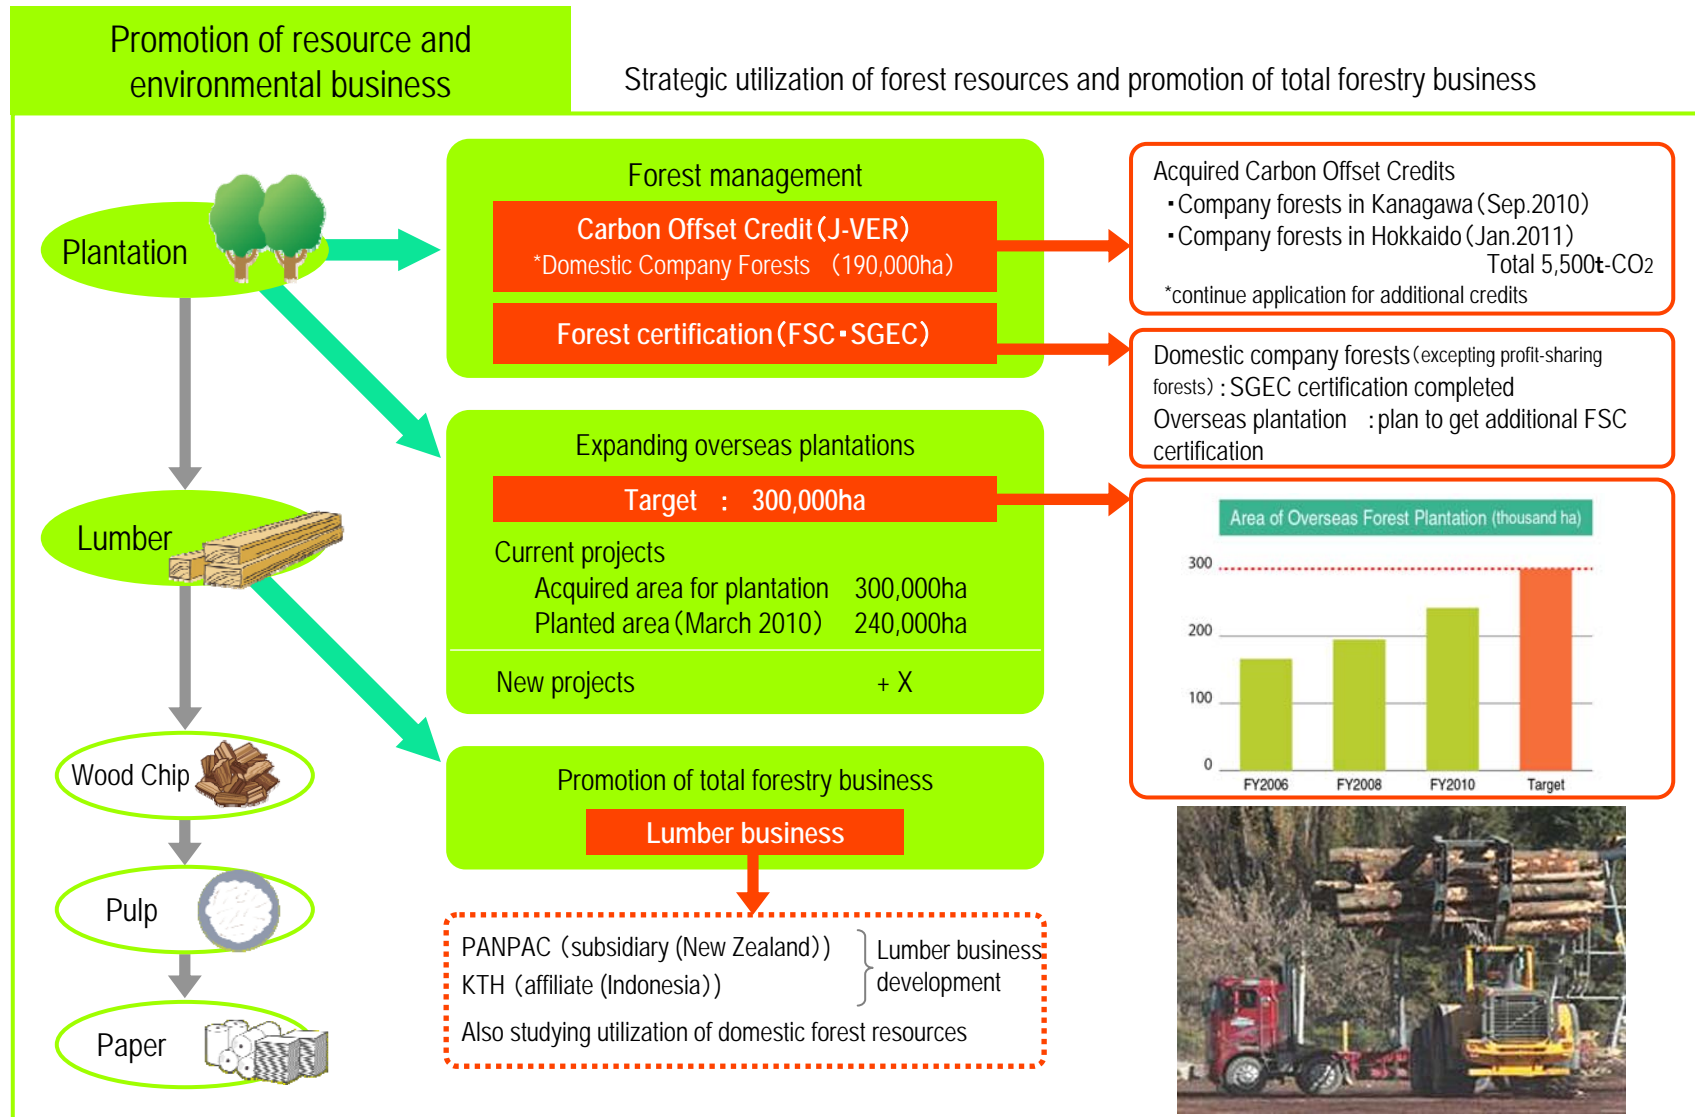 Promotion of resource and
environmental business
Strategic utilization of forest resources and promotion of total forestry business
Plantation
Lumber
Wood Chip
Pulp
Paper
Forest management
Carbon Offset Credit（J-VER）
*Domestic Company Forests （190,000ha）
Forest certification（FSC・SGEC）
Expanding overseas plantations
Target ： 300,000ha
Current projects
Acquired area for plantation 300,000ha
Planted area（March 2010） 240,000ha
New projects + X
Promotion of total forestry business
Lumber business
PANPAC （subsidiary (New Zealand)）
KTH （affiliate (Indonesia)）
Lumber business
development
Also studying utilization of domestic forest resources
Acquired Carbon Offset Credits
・Company forests in Kanagawa（Sep.2010）
・Company forests in Hokkaido（Jan.2011）
Total 5,500t-CO2
*continue application for additional credits
Domestic company forests（excepting profit-sharing
forests）：SGEC certification completed
Overseas plantation ：plan to get additional FSC
certification
Area of Overseas Forest Plantation (thousand ha)
300
200
100
0
FY2006 FY2008 FY2010 Target